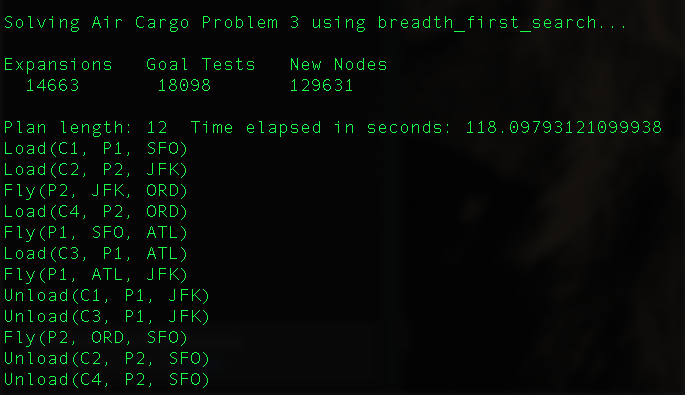 Solving Air Cargo Problem 3 using breadth_first_search...
Expansions   Goal Tests   New Nodes
14663   18098   129631
Plan length: 12  Time elapsed in seconds: 118.09793121099938
Load(C1, P1, SFO)
Load(C2, P2, JFK)
Fly(P2, JFK, ORD)
Load(C4, P2, ORD)
Fly(P1, SFO, ATL)
Load(C3, P1, ATL)
Fly(P1, ATL, JFK)
Unload(C1, P1, JFK)
Unload(C3, P1, JFK)
Fly(P2, ORD, SFO)
Unload(C2, P2, SFO)
Unload(C4, P2, SFO)